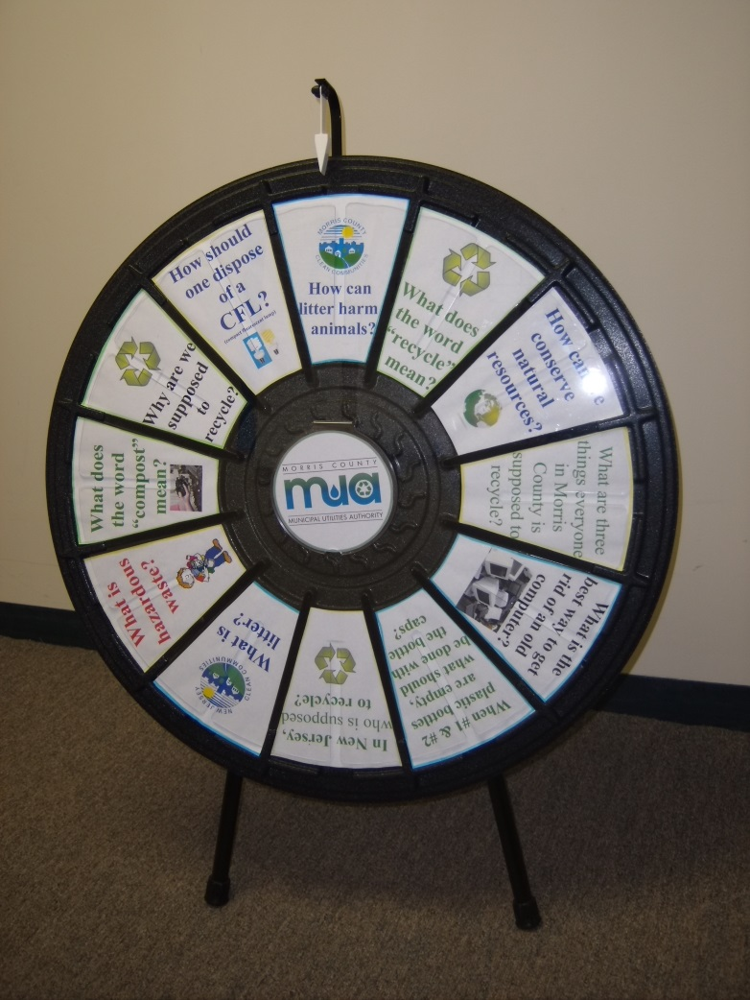 MORRIS COUNTY
CLEAN COMMUNITIES
How can
litter harm
animals?
What does
the word
"recycle"
mean?
How can
conserve
natural
resources?
What are three
things everyone
in Morris
County is
supposed to
recycle?
What is the
best way to get
rid of an old
computer?
When #1 & #2
plastic bottles
are empty,
what should
be done with
the bottle
caps?
In New Jersey,
who is supposed
to recycle?
What is
litter?
NEW JERSEY
CLEAN COMMUNITIES
What is
hazardous
waste?
What does
the word
"compost"
mean?
Why are we
supposed
to
recycle?
How should
one dispose
of a
CFL?
(compact fluorescent lamp)
MORRIS COUNTY
mua
MUNICIPAL UTILITIES AUTHORITY